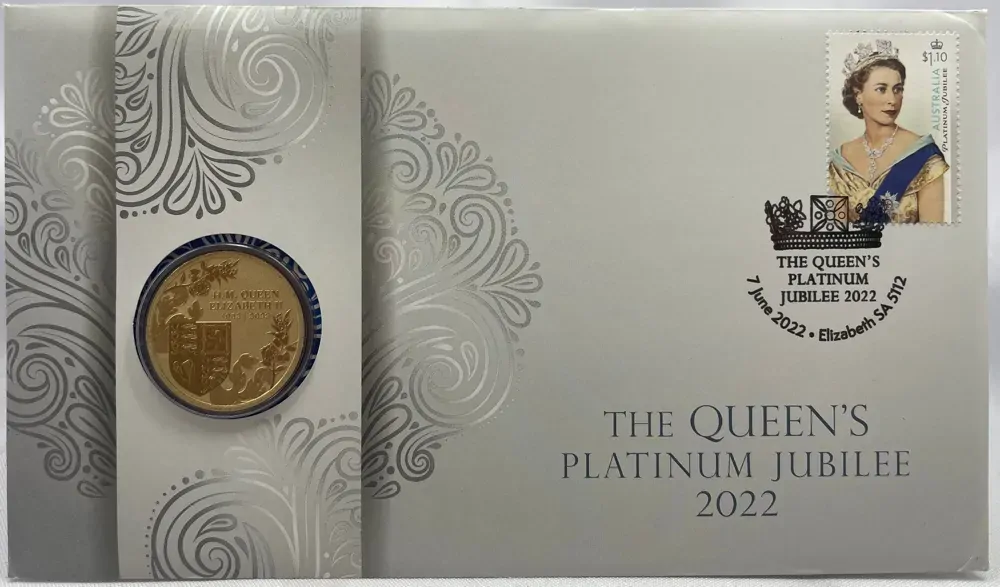 $1.10
AUSTRALIA
PLATINUM JUBILEE
THE QUEEN'S
PLATINUM
JUBILEE 2022
7 June 2022 • Elizabeth SA 5112
H.M. QUEEN
ELIZABETH II
THE QUEEN'S
PLATINUM JUBILEE
2022